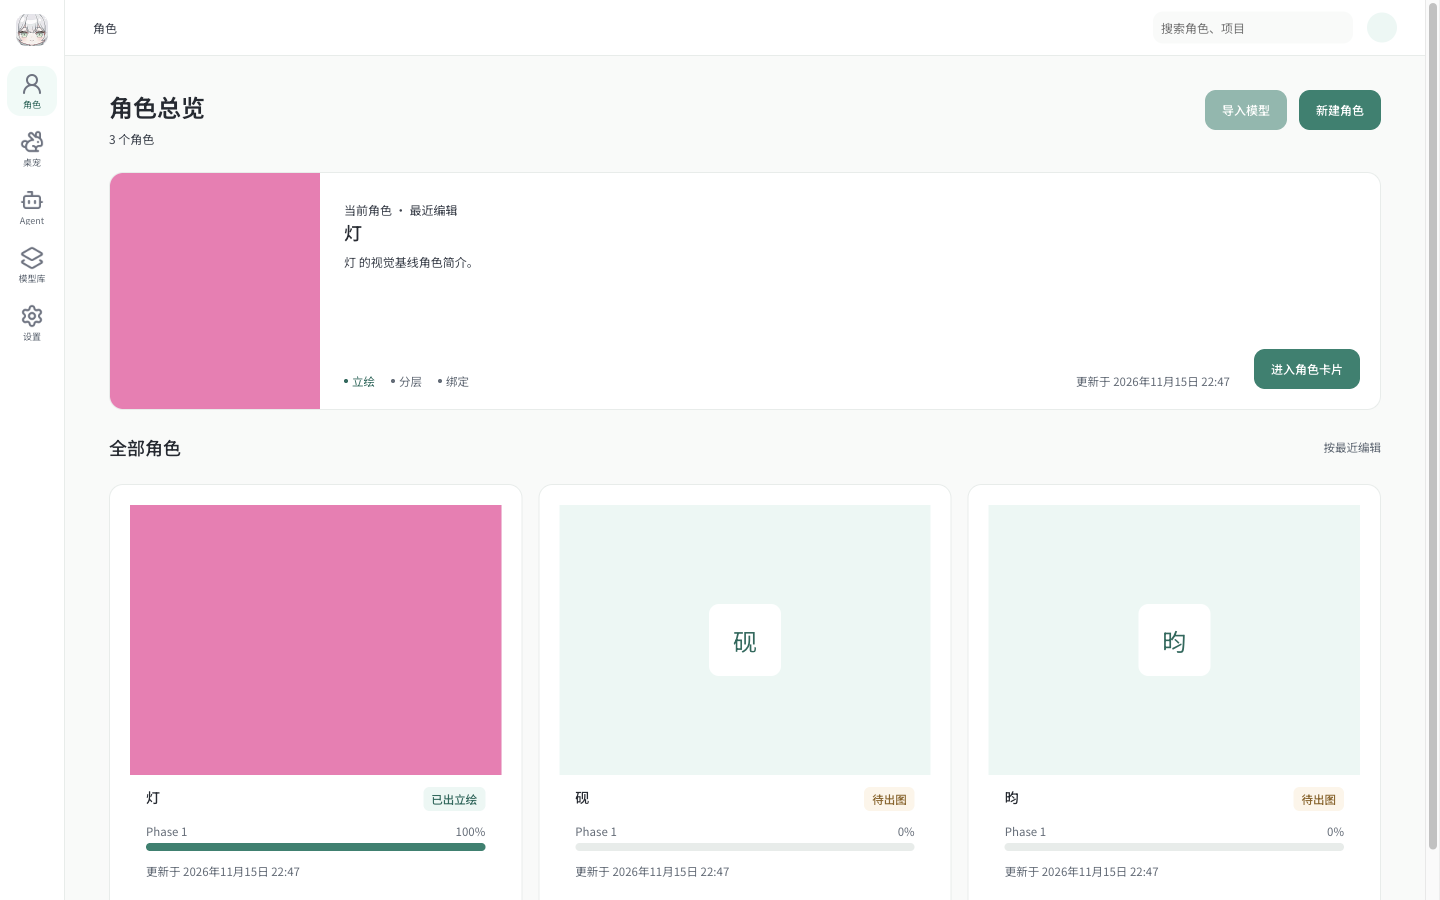 角色
搜索角色、项目
角色
桌宠
Agent
模型库
设置
角色总览
3 个角色
导入模型
新建角色
当前角色 · 最近编辑
灯
灯 的视觉基线角色简介。
立绘
分层
绑定
更新于 2026年11月15日 22:47
进入角色卡片
全部角色
按最近编辑
灯
已出立绘
Phase 1
100%
更新于 2026年11月15日 22:47
砚
砚
待出图
Phase 1
0%
更新于 2026年11月15日 22:47
昀
昀
待出图
Phase 1
0%
更新于 2026年11月15日 22:47